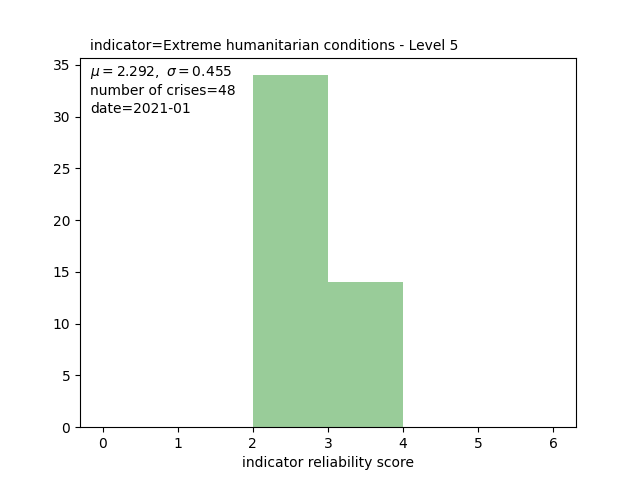 indicator=Extreme humanitarian conditions - Level 5
μ = 2.292, σ = 0.455
number of crises=48
date=2021-01
35
30
25
20
15
10
5
0
0 1 2 3 4 5 6
indicator reliability score